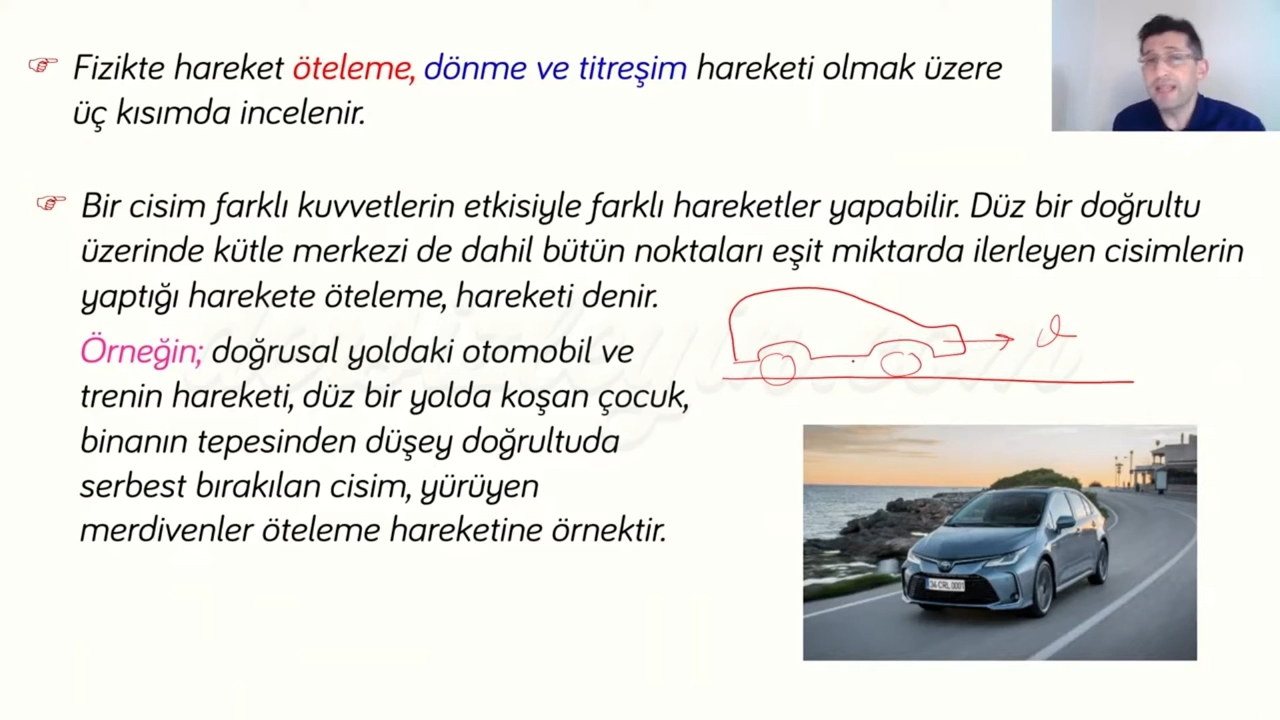 Fizikte hareket öteleme, dönme ve titreşim hareketi olmak üzere
üç kısımda incelenir.
Bir cisim farklı kuvvetlerin etkisiyle farklı hareketler yapabilir. Düz bir doğrultu
üzerinde kütle merkezi de dahil bütün noktaları eşit miktarda ilerleyen cisimlerin
yaptığı harekete öteleme, hareketi denir.
Örneğin; doğrusal yoldaki otomobil ve
trenin hareketi, düz bir yolda koşan çocuk,
binanın tepesinden düşey doğrultuda
serbest bırakılan cisim, yürüyen
merdivenler öteleme hareketine örnektir.
34 CRL 0001